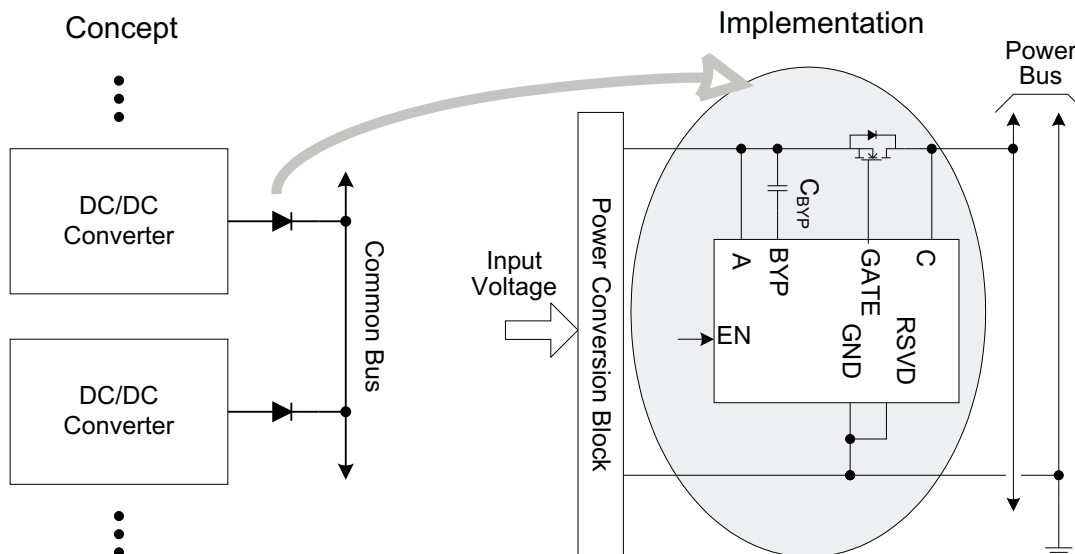 Concept
Implementation
Power
Bus
DC/DC
Converter
Common Bus
DC/DC
Converter
Input
Voltage
Power Conversion Block
C_BYP
A
BYP
GATE
C
EN
GND
RSVD